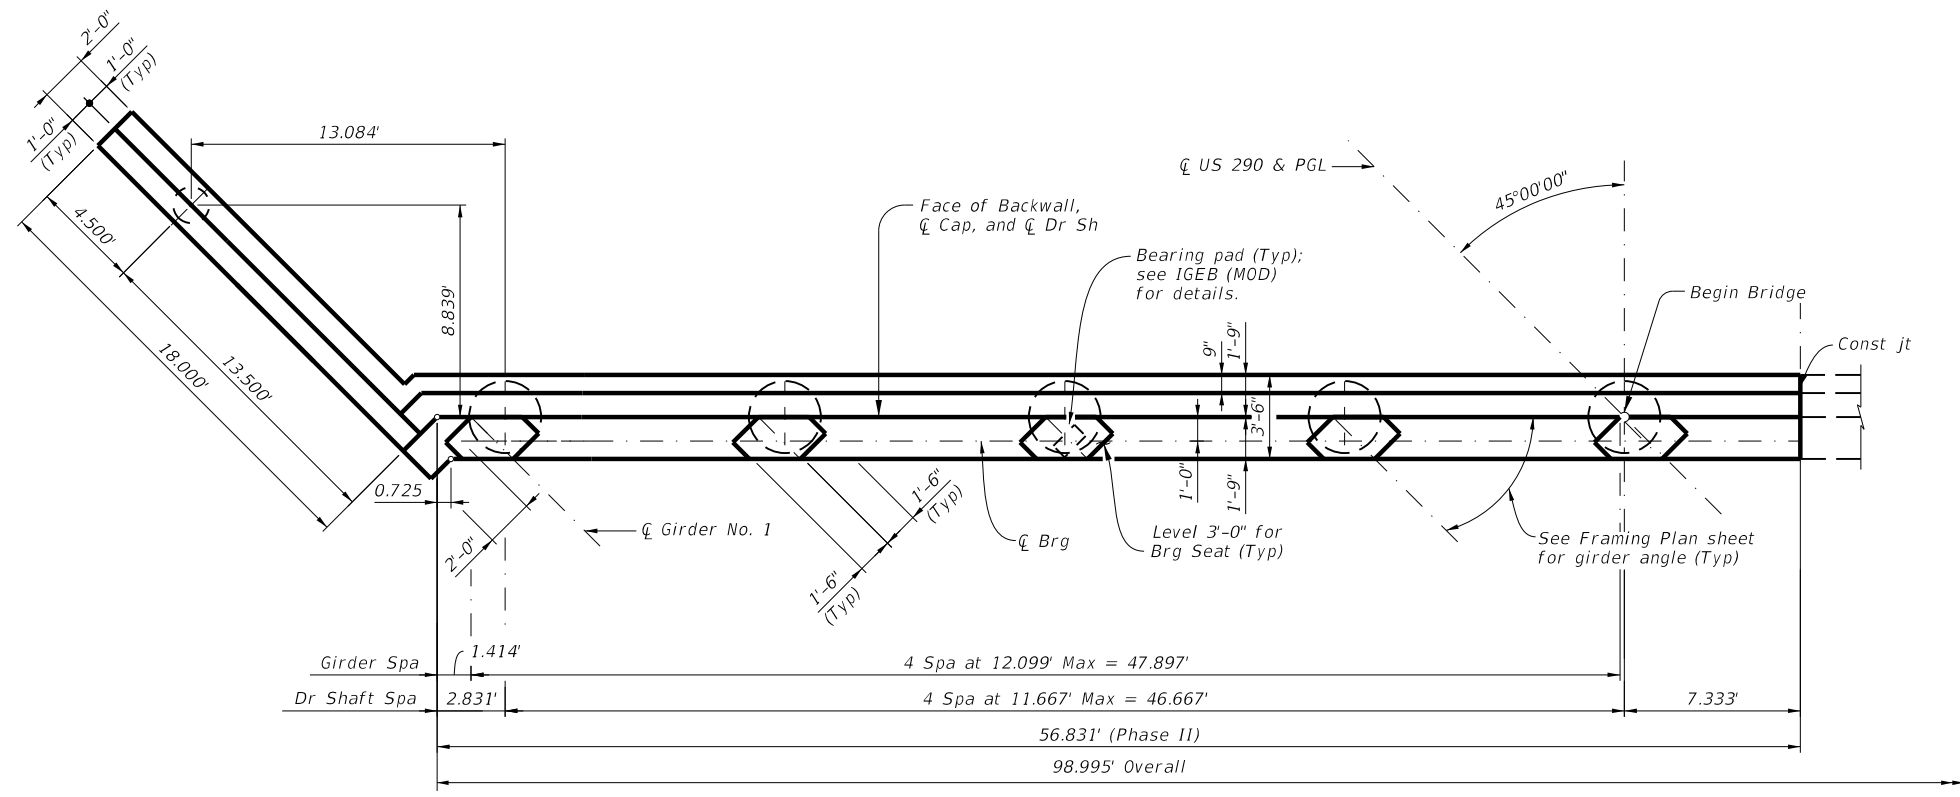 2'-0"
1'-0"
(Typ)
1'-0"
(Typ)
13.084'
℄ US 290 & PGL
45°00'00"
Face of Backwall,
℄ Cap, and ℄ Dr Sh
Bearing pad (Typ);
see IGEB (MOD)
for details.
Begin Bridge
Const jt
4.500'
8.839'
18.000'
13.500'
9"
1'-9"
3'-6"
1'-0"
1'-9"
0.725
2'-0"
℄ Girder No. 1
1'-6"
(Typ)
1'-6"
(Typ)
℄ Brg
Level 3'-0" for
Brg Seat (Typ)
See Framing Plan sheet
for girder angle (Typ)
Girder Spa
1.414'
4 Spa at 12.099' Max = 47.897'
Dr Shaft Spa
2.831'
4 Spa at 11.667' Max = 46.667'
7.333'
56.831' (Phase II)
98.995' Overall